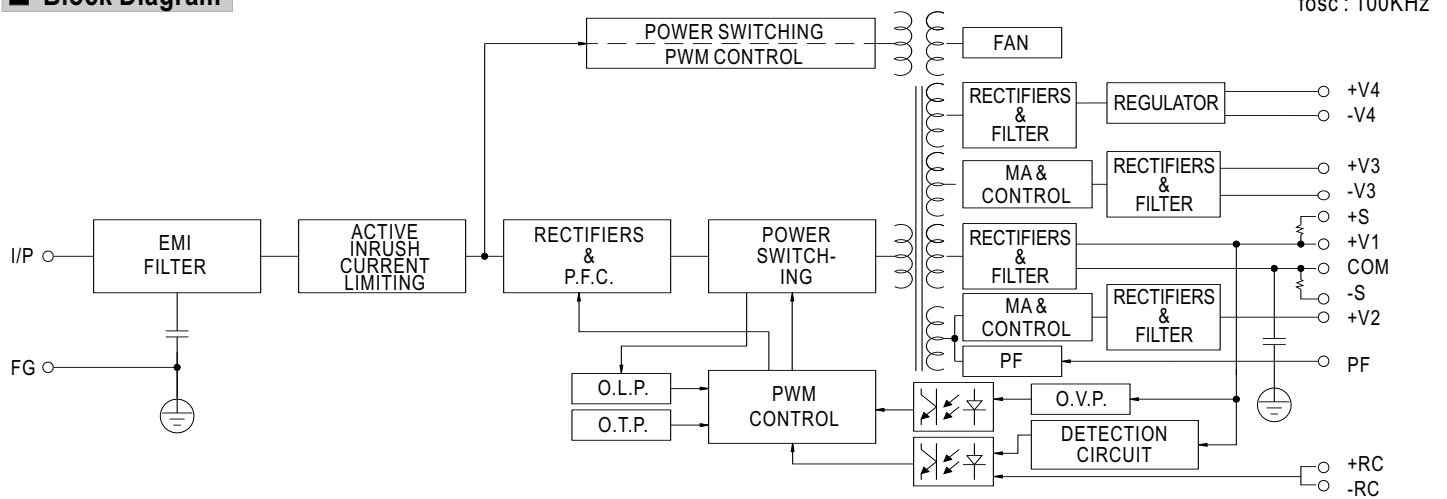 ■ Block Diagram
fosc : 100KHz
POWER SWITCHING
PWM CONTROL
FAN
RECTIFIERS
&
FILTER
REGULATOR
+V4
-V4
MA &
CONTROL
RECTIFIERS
&
FILTER
+V3
-V3
I/P
EMI
FILTER
ACTIVE
INRUSH
CURRENT
LIMITING
RECTIFIERS
&
P.F.C.
POWER
SWITCH-
ING
RECTIFIERS
&
FILTER
+S
+V1
COM
-S
MA &
CONTROL
RECTIFIERS
&
FILTER
+V2
FG
PF
PF
O.L.P.
O.T.P.
PWM
CONTROL
O.V.P.
DETECTION
CIRCUIT
+RC
-RC